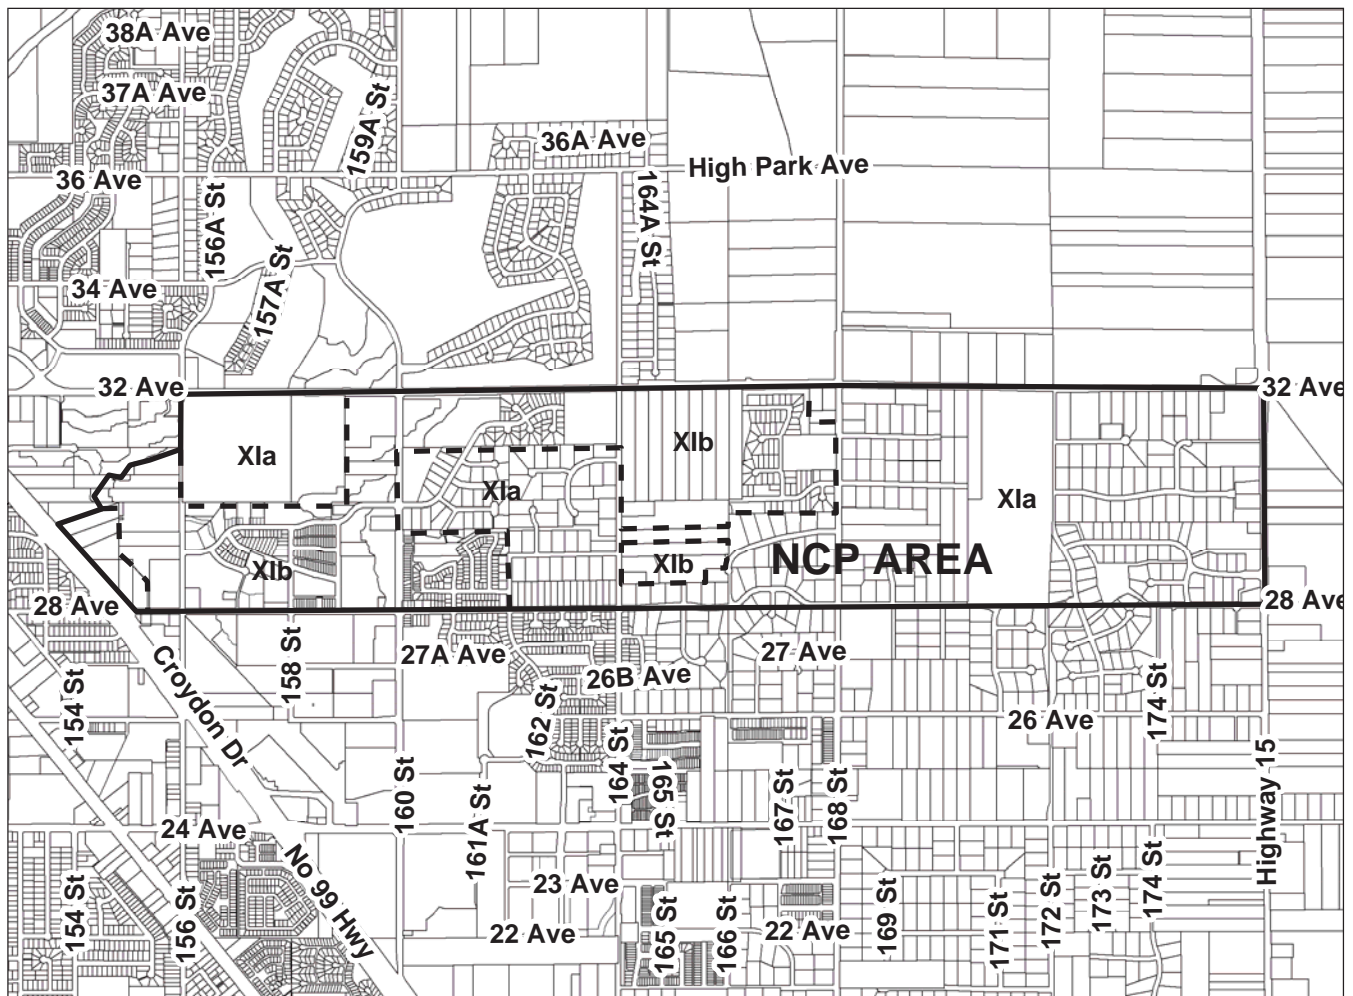 38A Ave
37A Ave
159A St
36A Ave
High Park Ave
36 Ave
156A St
164A St
157A St
34 Ave
32 Ave
32 Ave
XIa
XIb
XIa
XIa
XIb
XIb
NCP AREA
28 Ave
28 Ave
158 St
27A Ave
27 Ave
26B Ave
154 St
Croydon Dr
162 St
26 Ave
174 St
164 St
165 St
160 St
161A St
167 St
168 St
Highway 15
24 Ave
No 99 Hwy
23 Ave
154 St
156 St
22 Ave
165 St
166 St
22 Ave
169 St
171 St
172 St
173 St
174 St